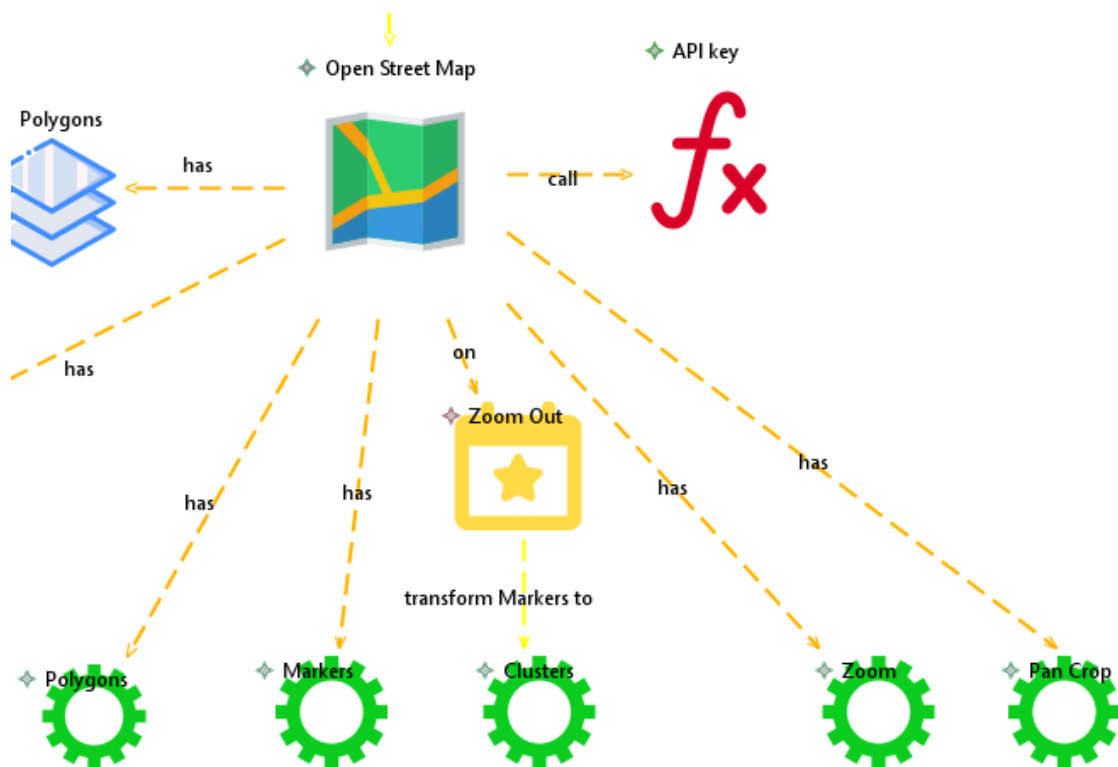 API key
Open Street Map
Polygons
has
call
has
on
Zoom Out
has
has
has
has
transform Markers to
Polygons
Markers
Clusters
Zoom
Pan Crop